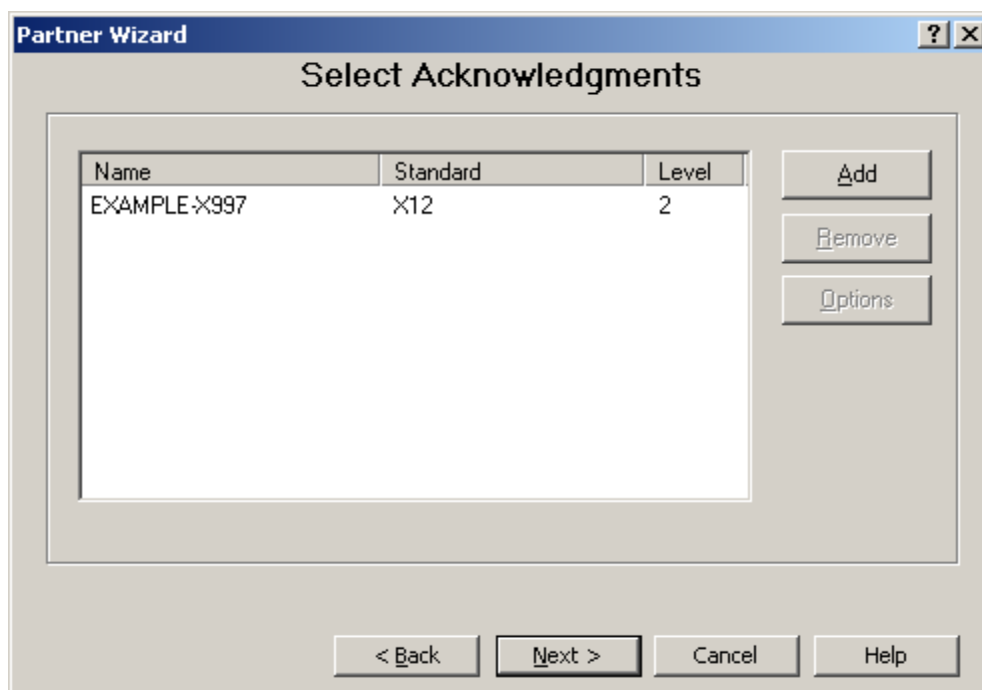 Partner Wizard
Select Acknowledgments
Name Standard Level
EXAMPLE-X997 X12 2
Add
Remove
Options
< Back Next > Cancel Help